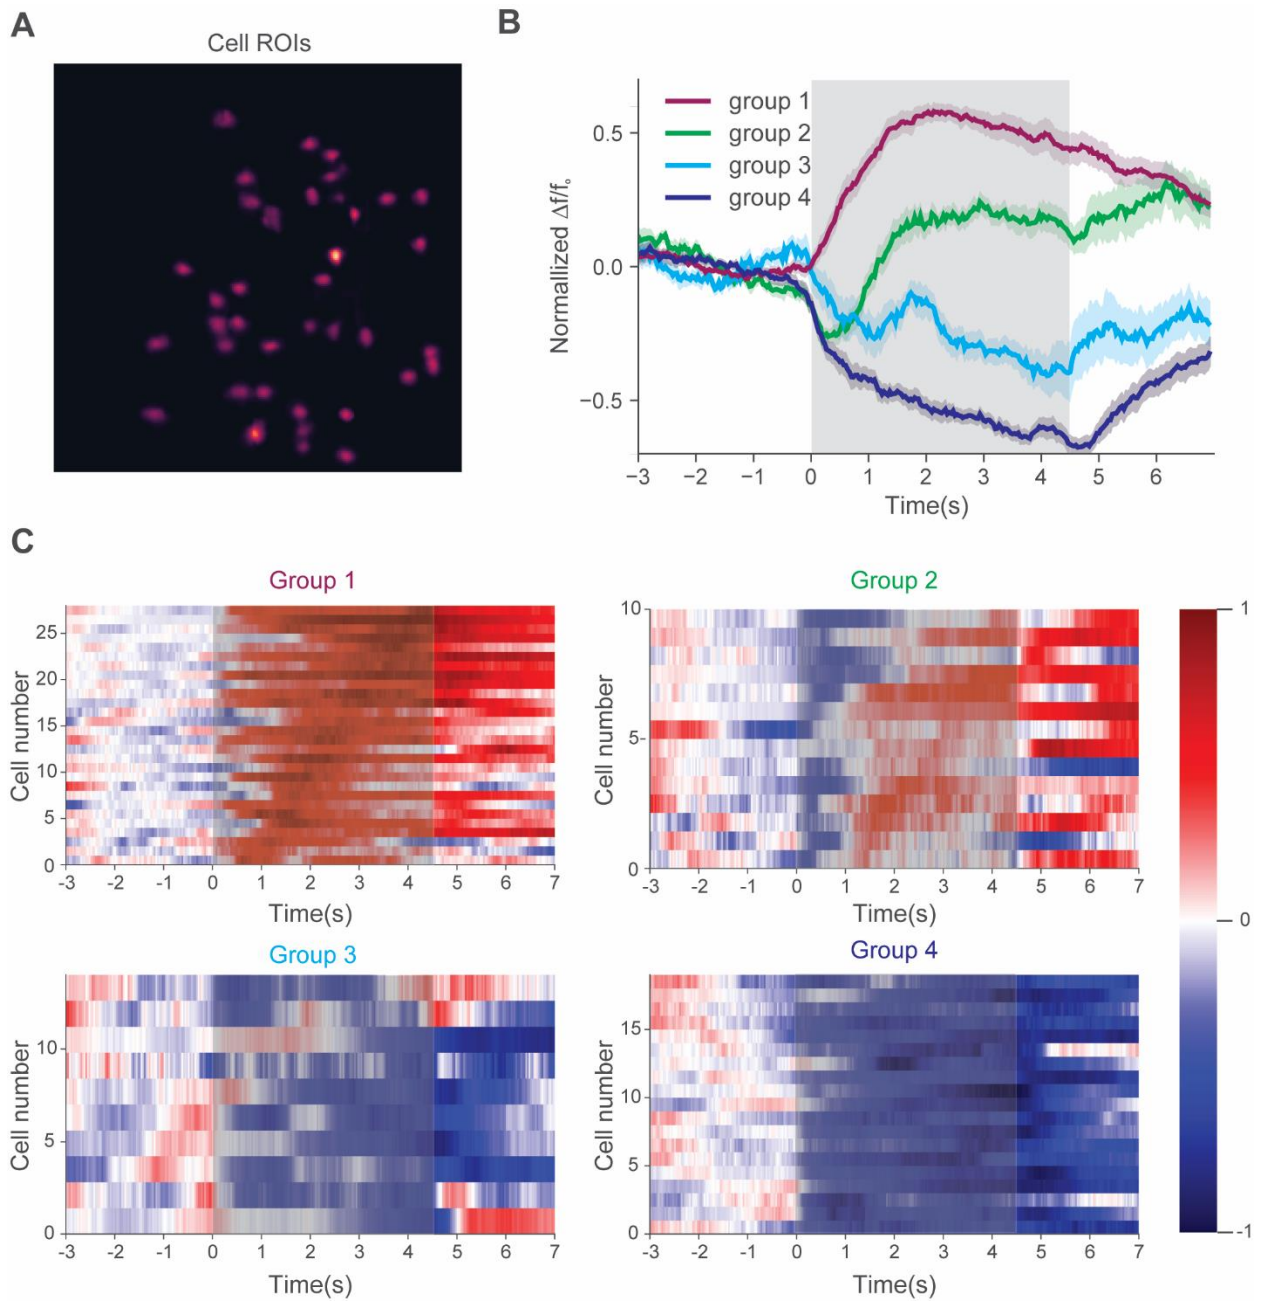 A
Cell ROIs
B
group 1
group 2
group 3
group 4
0.5
0.0
−0.5
Normallized Δf/f。
−3 −2 −1 0 1 2 3 4 5 6
Time(s)
C
Group 1
25
20
15
10
5
0
Cell number
-3 -2 -1 0 1 2 3 4 5 6 7
Time(s)
Group 2
10
5
0
Cell number
-3 -2 -1 0 1 2 3 4 5 6 7
Time(s)
1
0
-1
Group 3
10
5
0
Cell number
-3 -2 -1 0 1 2 3 4 5 6 7
Time(s)
Group 4
15
10
5
0
Cell number
-3 -2 -1 0 1 2 3 4 5 6 7
Time(s)